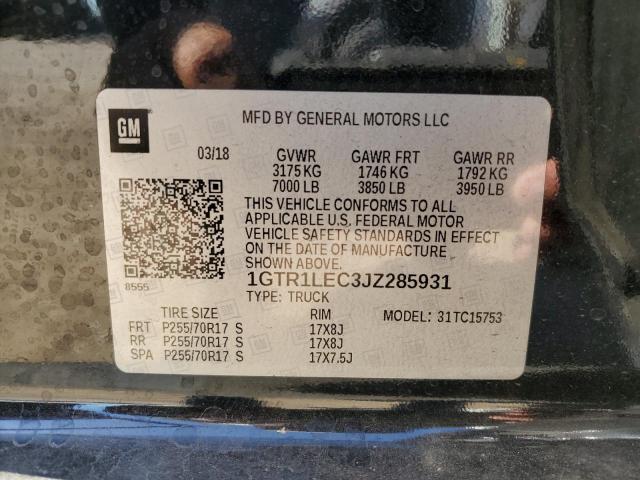 GM
MFD BY GENERAL MOTORS LLC
03/18 GVWR GAWR FRT GAWR RR
3175 KG 1746 KG 1792 KG
7000 LB 3850 LB 3950 LB
THIS VEHICLE CONFORMS TO ALL
APPLICABLE U.S. FEDERAL MOTOR
VEHICLE SAFETY STANDARDS IN EFFECT
ON THE DATE OF MANUFACTURE
SHOWN ABOVE.
8555
1GTR1LEC3JZ285931
TYPE: TRUCK
TIRE SIZE RIM MODEL: 31TC15753
FRT P255/70R17 S 17X8J
RR P255/70R17 S 17X8J
SPA P255/70R17 S 17X7.5J